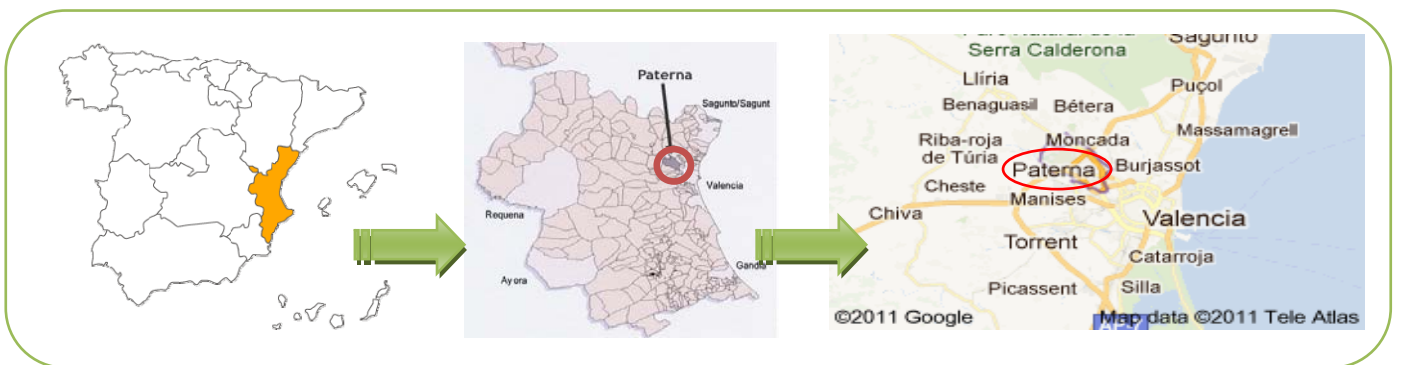 Paterna
Sagunto/Sagunt
Valencia
Requena
Gandia
Ayora
Sagunto
Serra Calderona
Llíria
Puçol
Benaguasil Bétera
Massamagrell
Riba-roja
de Túria
Moncada
Burjassot
Paterna
Cheste
Manises
Chiva
Valencia
Torrent
Catarroja
Picassent
Silla
©2011 Google
Map data ©2011 Tele Atlas